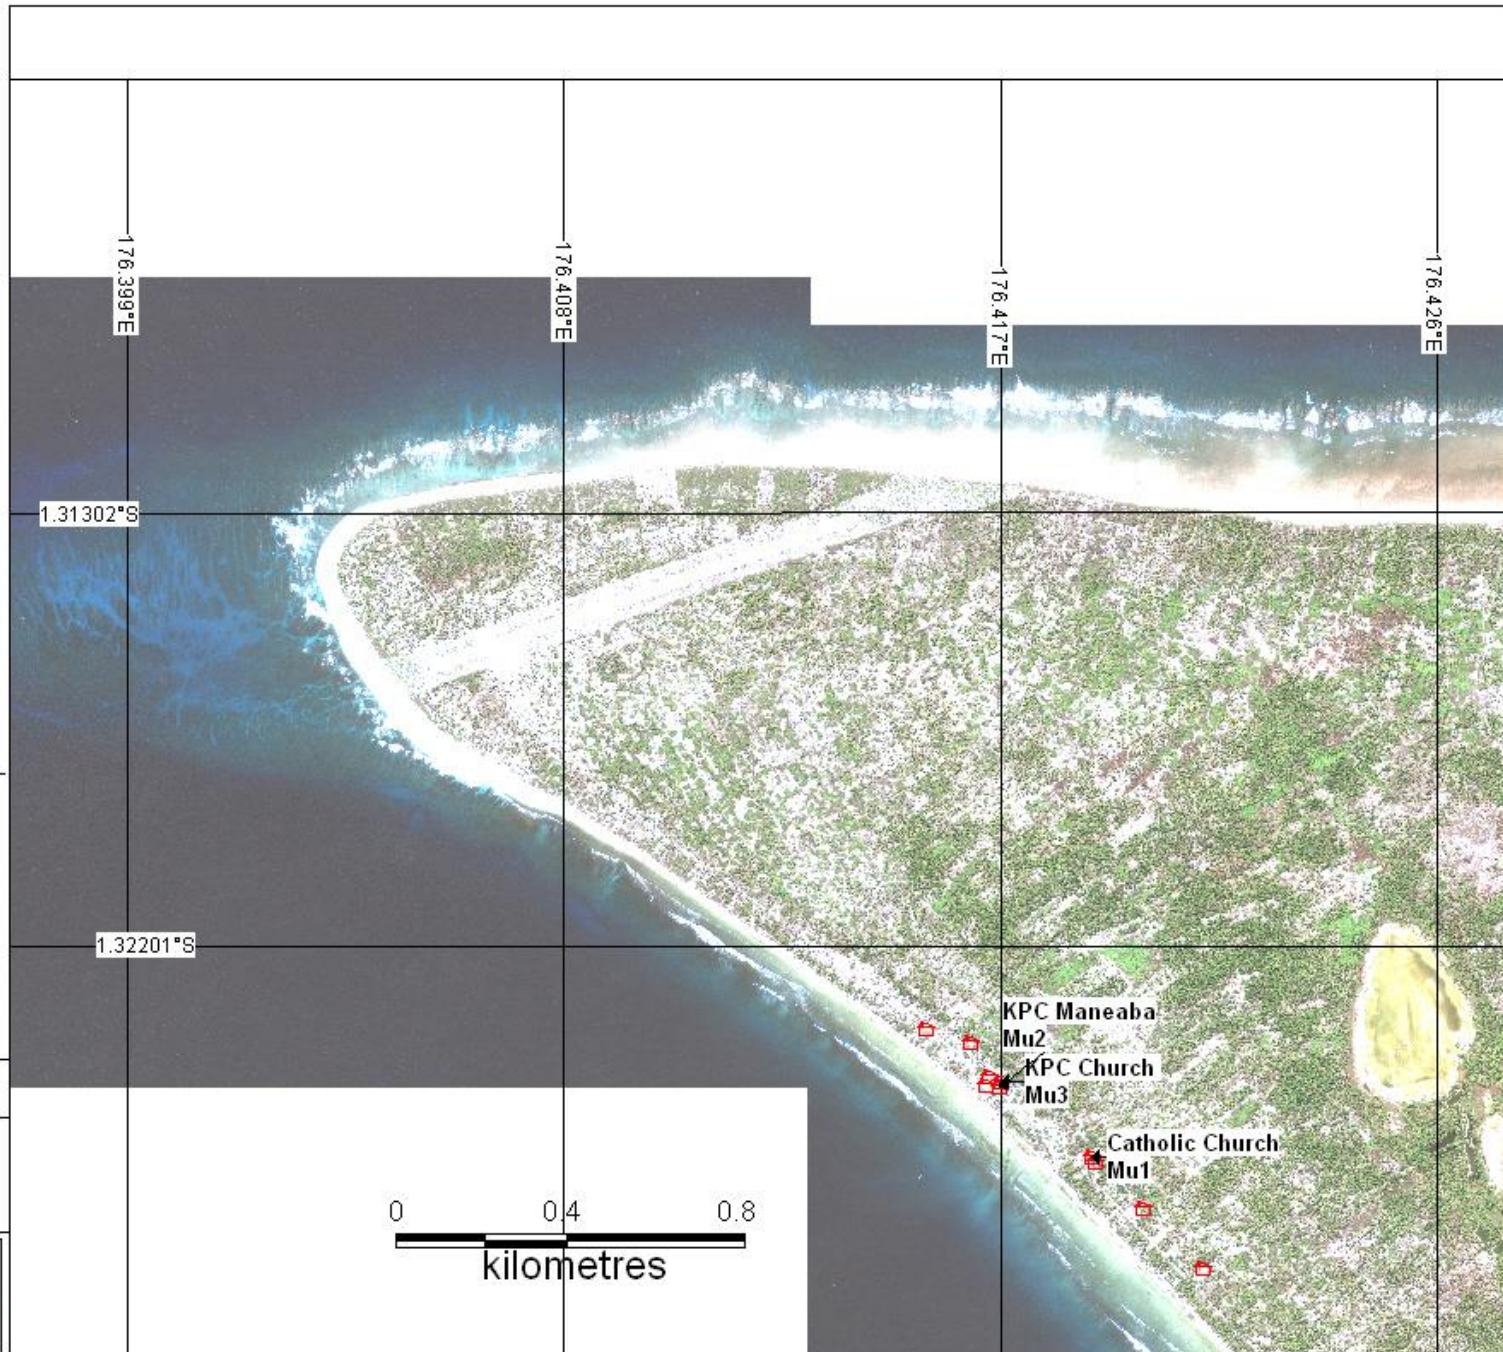 176.399°E
176.408°E
176.417°E
176.426°E
1.31302°S
1.32201°S
KPC Maneaba
Mu2
KPC Church
Mu3
Catholic Church
Mu1
0 0.4 0.8
kilometres